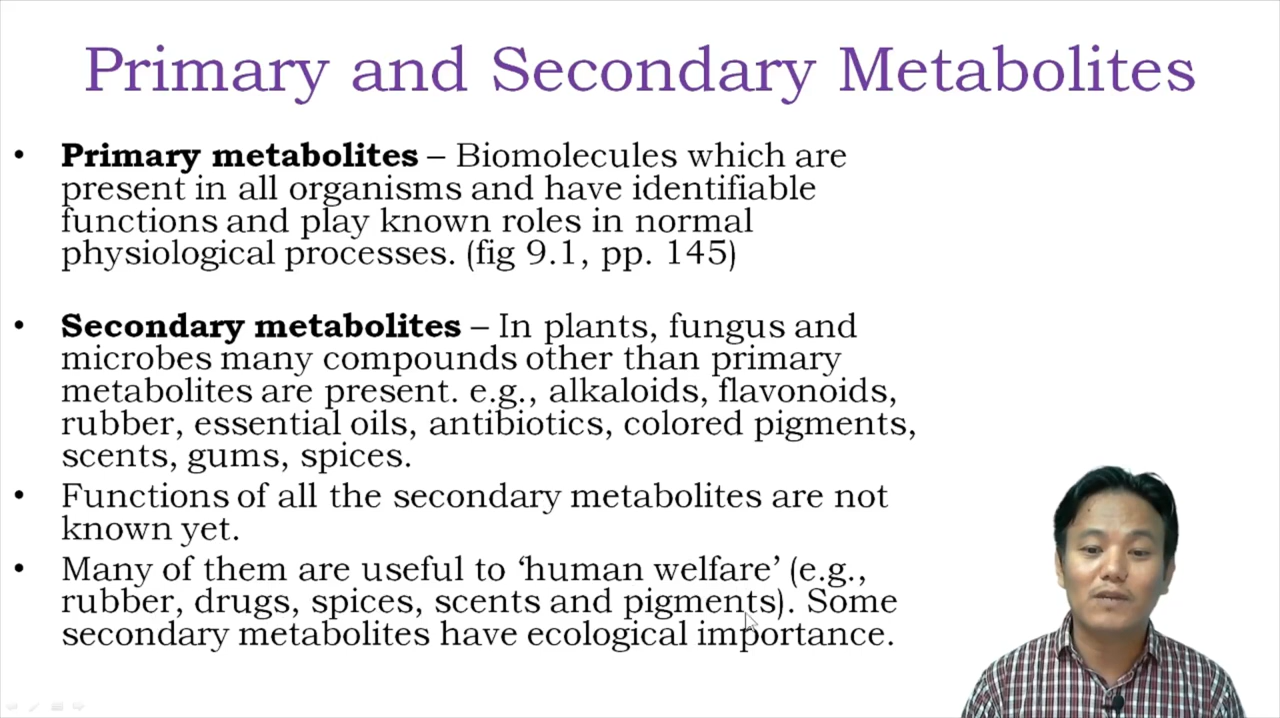 Primary and Secondary Metabolites
• Primary metabolites – Biomolecules which are
present in all organisms and have identifiable
functions and play known roles in normal
physiological processes. (fig 9.1, pp. 145)
• Secondary metabolites – In plants, fungus and
microbes many compounds other than primary
metabolites are present. e.g., alkaloids, flavonoids,
rubber, essential oils, antibiotics, colored pigments,
scents, gums, spices.
• Functions of all the secondary metabolites are not
known yet.
• Many of them are useful to ‘human welfare’ (e.g.,
rubber, drugs, spices, scents and pigments). Some
secondary metabolites have ecological importance.